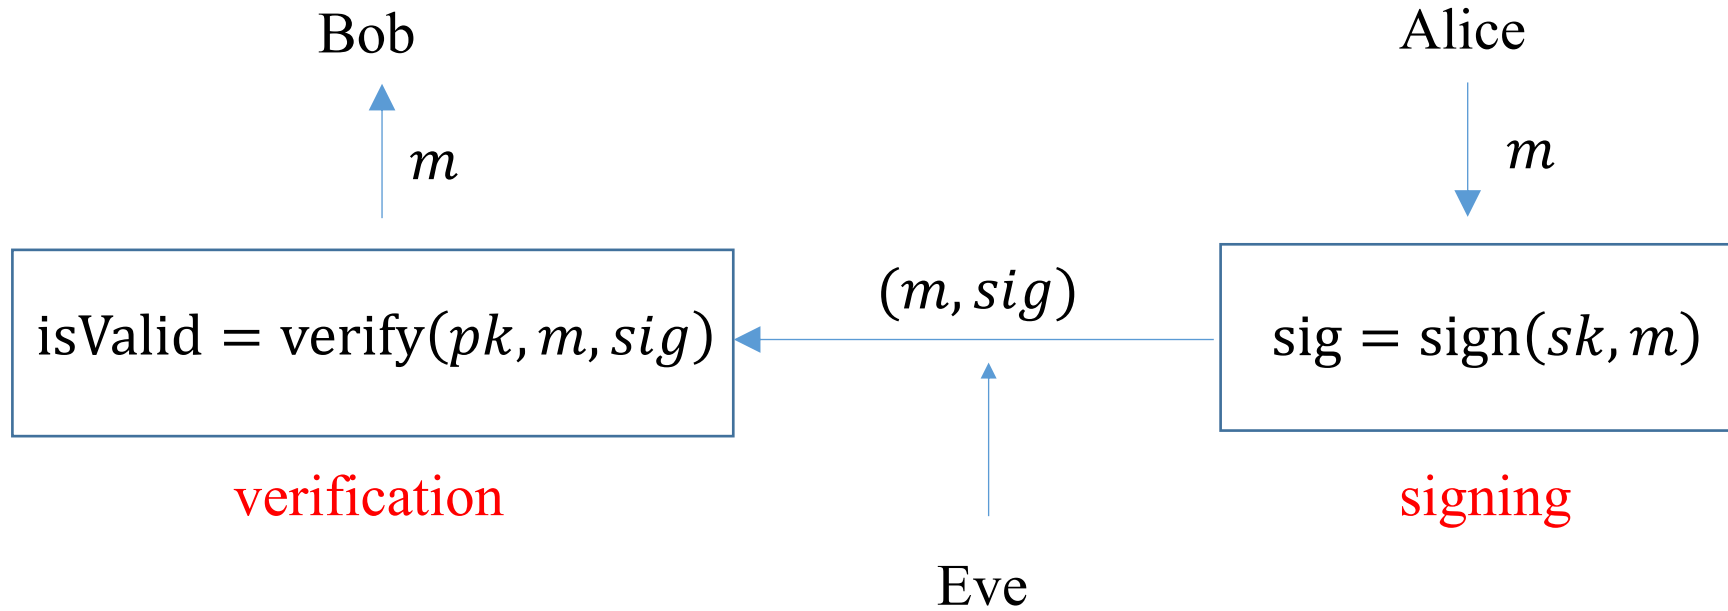 Bob
Alice
m
m
(m, sig)
isValid = verify(pk, m, sig)
sig = sign(sk, m)
verification
signing
Eve